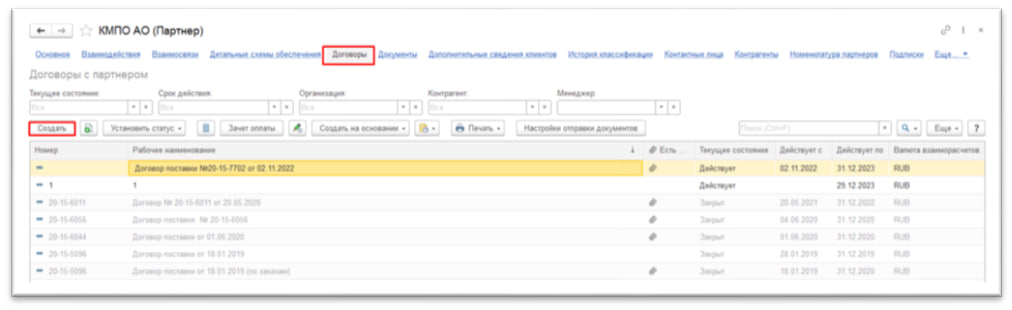 КМПО АО (Партнер)
Основное Взаимодействия Взаимосвязи Детальные схемы обеспечения Договоры Документы Дополнительные сведения клиентов История классификации Контактные лица Контрагенты Номенклатура партнеров Подписки Еще...
Договоры с партнером
Текущее состояние: Срок действия: Организация: Контрагент: Менеджер:
Все Все Все Все
Создать Установить статус Зачет оплаты Создать на основании Печать Настройки отправки документов Поиск (Ctrl+F) Еще ?
Номер Рабочее наименование ↓ Есть ... Текущее состояние Действует с Действует по Валюта взаиморасчетов
Договор поставки №20-15-7702 от 02.11.2022 Действует 02.11.2022 31.12.2023 RUB
1 1 Действует 29.12.2023 RUB
20-15-6011 Договор № 20-15-6011 от 20.05.2020 Закрыт 20.05.2021 31.12.2022 RUB
20-15-6056 Договор поставки № 20-15-6056 Закрыт 04.06.2020 31.12.2020 RUB
20-15-6044 Договор поставки от 01.06.2020 Закрыт 01.06.2020 31.12.2020 RUB
20-15-5096 Договор поставки от 18.01.2019 Закрыт 28.01.2019 31.12.2019 RUB
20-15-5096 Договор поставки от 18.01.2019 (по заказам) Закрыт 18.01.2019 31.12.2020 RUB